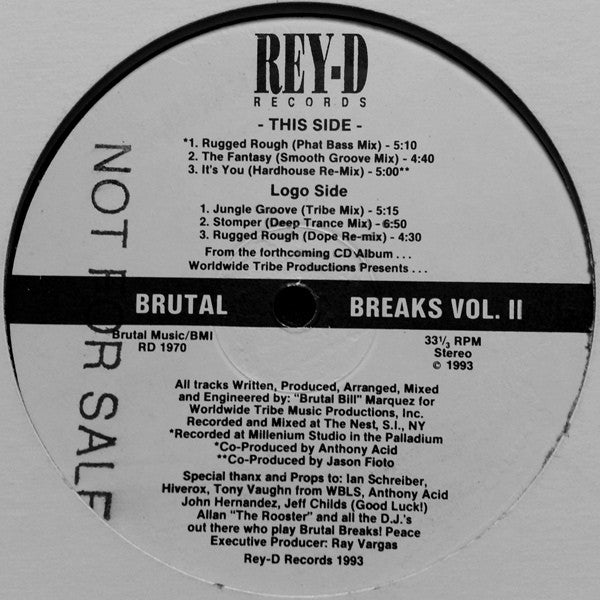 REY-D
RECORDS
- THIS SIDE -
*1. Rugged Rough (Phat Bass Mix) - 5:10
2. The Fantasy (Smooth Groove Mix) - 4:40
3. It's You (Hardhouse Re-Mix) - 5:00**
Logo Side
1. Jungle Groove (Tribe Mix) - 5:15
2. Stomper (Deep Trance Mix) - 6:50
3. Rugged Rough (Dope Re-mix) - 4:30
From the forthcoming CD Album . . .
Worldwide Tribe Productions Presents . . .
BRUTAL BREAKS VOL. II
Brutal Music/BMI
RD 1970
33⅓ RPM
Stereo
© 1993
All tracks Written, Produced, Arranged, Mixed
and Engineered by: "Brutal Bill" Marquez for
Worldwide Tribe Music Productions, Inc.
Recorded and Mixed at The Nest, S.I., NY
*Recorded at Millenium Studio in the Palladium
*Co-Produced by Anthony Acid
**Co-Produced by Jason Fioto
Special thanx and Props to: Ian Schreiber,
Hiverox, Tony Vaughn from WBLS, Anthony Acid
John Hernandez, Jeff Childs (Good Luck!)
Allan "The Rooster" and all the D.J.'s
out there who play Brutal Breaks! Peace
Executive Producer: Ray Vargas
Rey-D Records 1993
NOT FOR SALE